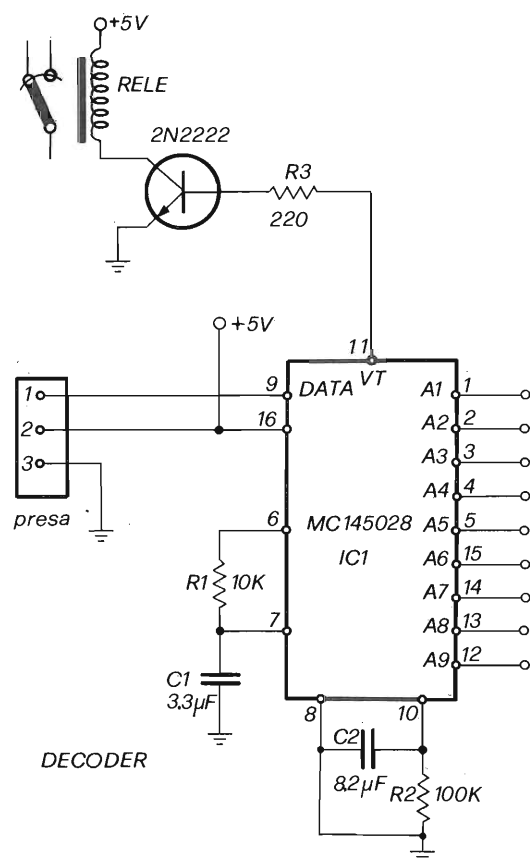 +5V
RELE
2N2222
R3
220
+5V
11
VT
1
2
3
presa
9 DATA
16
6
7
MC145028
IC1
A1 1
A2 2
A3 3
A4 4
A5 5
A6 15
A7 14
A8 13
A9 12
R1 10K
C1
3.3µF
8
10
C2
8.2µF
R2 100K
DECODER